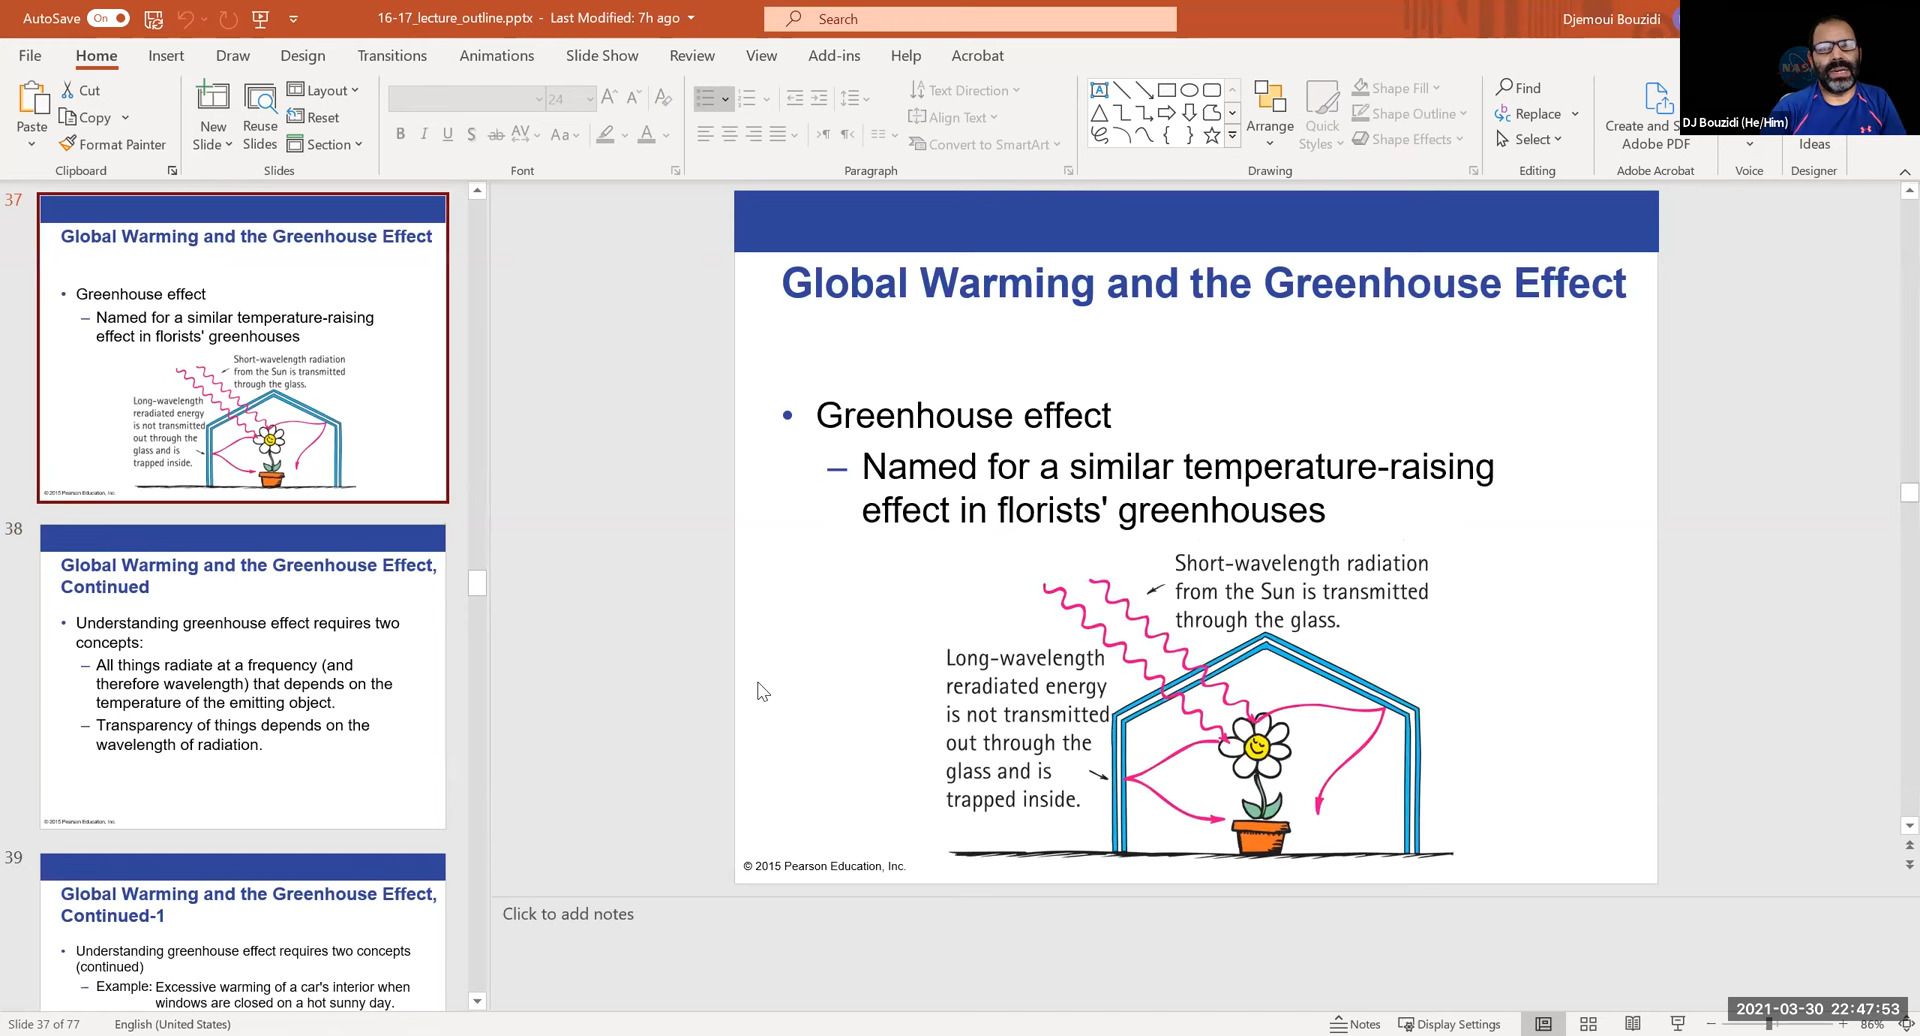 AutoSave On 16-17_lecture_outline.pptx - Last Modified: 7h ago Search Djemoui Bouzidi
File Home Insert Draw Design Transitions Animations Slide Show Review View Add-ins Help Acrobat
Paste
Cut
Copy
Format Painter
Clipboard
New
Slide
Reuse
Slides
Layout
Reset
Section
Slides
24
B I U S ab AV Aa A
Font
Text Direction
Align Text
Convert to SmartArt
Paragraph
Arrange
Quick
Styles
Shape Fill
Shape Outline
Shape Effects
Drawing
Find
Replace
Select
Editing
Create and S
Adobe PDF
Adobe Acrobat
Voice
Ideas
Designer
NAS
DJ Bouzidi (He/Him)
37
Global Warming and the Greenhouse Effect
• Greenhouse effect
– Named for a similar temperature-raising
effect in florists' greenhouses
Short-wavelength radiation
from the Sun is transmitted
through the glass.
Long-wavelength
reradiated energy
is not transmitted
out through the
glass and is
trapped inside.
© 2015 Pearson Education, Inc.
38
Global Warming and the Greenhouse Effect,
Continued
• Understanding greenhouse effect requires two
concepts:
– All things radiate at a frequency (and
therefore wavelength) that depends on the
temperature of the emitting object.
– Transparency of things depends on the
wavelength of radiation.
© 2015 Pearson Education, Inc.
39
Global Warming and the Greenhouse Effect,
Continued-1
• Understanding greenhouse effect requires two concepts
(continued)
– Example: Excessive warming of a car's interior when
windows are closed on a hot sunny day.
Global Warming and the Greenhouse Effect
• Greenhouse effect
– Named for a similar temperature-raising
effect in florists' greenhouses
Short-wavelength radiation
from the Sun is transmitted
through the glass.
Long-wavelength
reradiated energy
is not transmitted
out through the
glass and is
trapped inside.
© 2015 Pearson Education, Inc.
Click to add notes
2021-03-30 22:47:53
Slide 37 of 77 English (United States) Notes Display Settings 86%